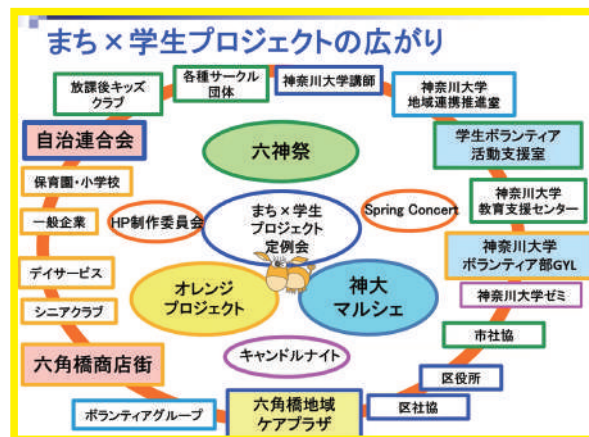 まち×学生プロジェクトの広がり
放課後キッズ
クラブ
各種サークル
団体
神奈川大学講師
神奈川大学
地域連携推進室
自治連合会
六神祭
学生ボランティア
活動支援室
保育園・小学校
一般企業
HP制作委員会
まち×学生
プロジェクト
定例会
Spring Concert
神奈川大学
教育支援センター
神奈川大学
ボランティア部GYL
デイサービス
オレンジ
プロジェクト
神大
マルシェ
神奈川大学ゼミ
シニアクラブ
市社協
六角橋商店街
キャンドルナイト
区役所
ボランティアグループ
六角橋地域
ケアプラザ
区社協